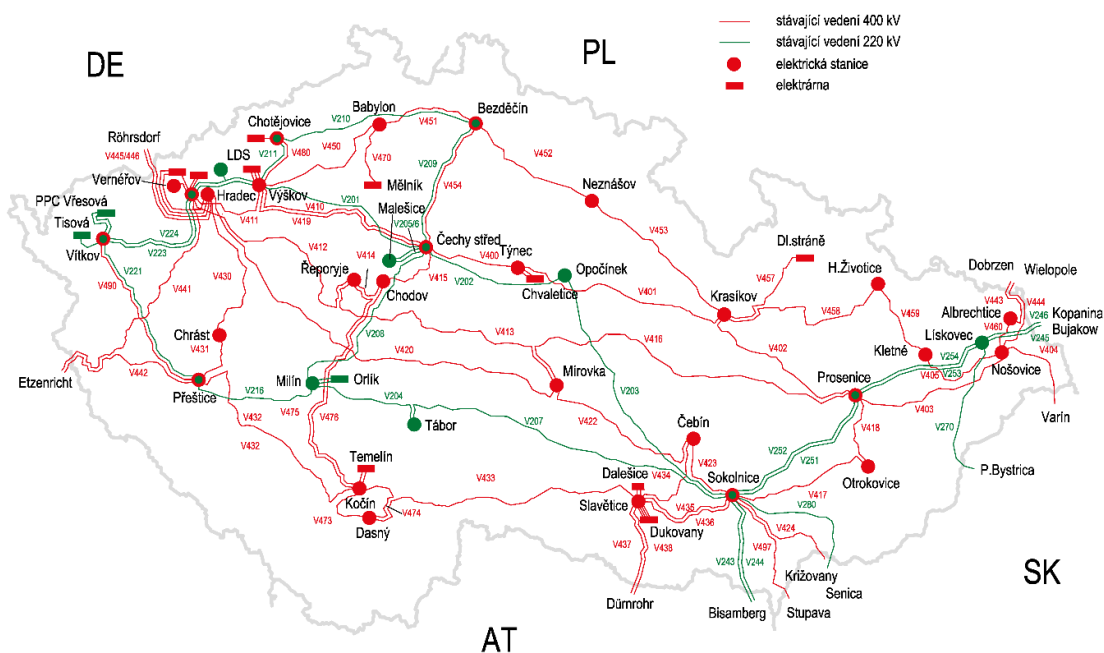 stávající vedení 400 kV
stávající vedení 220 kV
elektrická stanice
elektrárna
DE
PL
Babylon
Bezděčín
Chotějovice
V210
V451
Röhrsdorf
V445/446
LDS
V211
V480
V450
V470
V209
V454
V452
Vernéřov
Hradec
Výškov
Mělník
Neznášov
PPC Vřesová
Tisová
V201
V410
V411
V419
Malešice
V205/6
V453
Vítkov
V224
V223
V412
V414
Čechy střed
V400
Týnec
Opočínek
Dl.stráně
Dobrzen
Wielopole
V221
V490
V441
V430
Řeporyje
Chodov
V415
V202
Chvaletice
V401
V457
H.Životice
V443
V444
V246
Krasíkov
V458
V459
Albrechtice
V460
Kopanina
Bujakow
V245
Lískovec
V208
V413
V416
V254
V253
V404
Chrást
V431
V420
Mirovka
V402
Kletné
V405
Nošovice
Etzenricht
V442
Přeštice
V216
Milín
Orlík
V204
V203
Prosenice
V403
Varín
V475
V476
V432
V432
Tábor
V207
V422
Čebín
V418
V270
V423
V252
V251
Temelín
Dalešice
V434
Sokolnice
Otrokovice
P.Bystrica
V433
Kočín
Slavětice
V435
V417
V473
V474
Dasný
Dukovany
V436
V280
V437
V438
V424
V497
V243
V244
Križovany
Senica
SK
Dürnrohr
Bisamberg
Stupava
AT